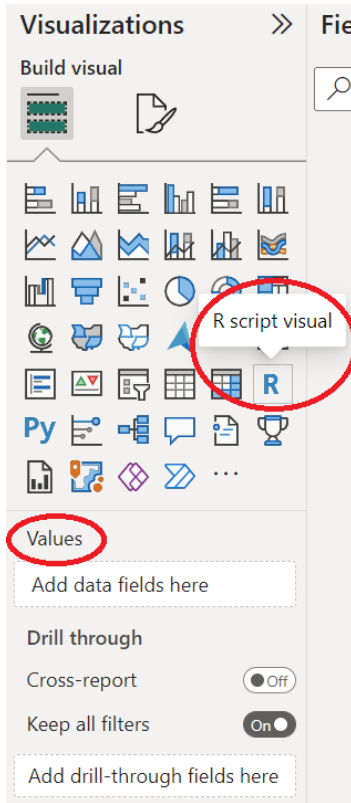 Visualizations
Fie
Build visual
R script visual
R
Py
Values
Add data fields here
Drill through
Cross-report
Off
Keep all filters
On
Add drill-through fields here